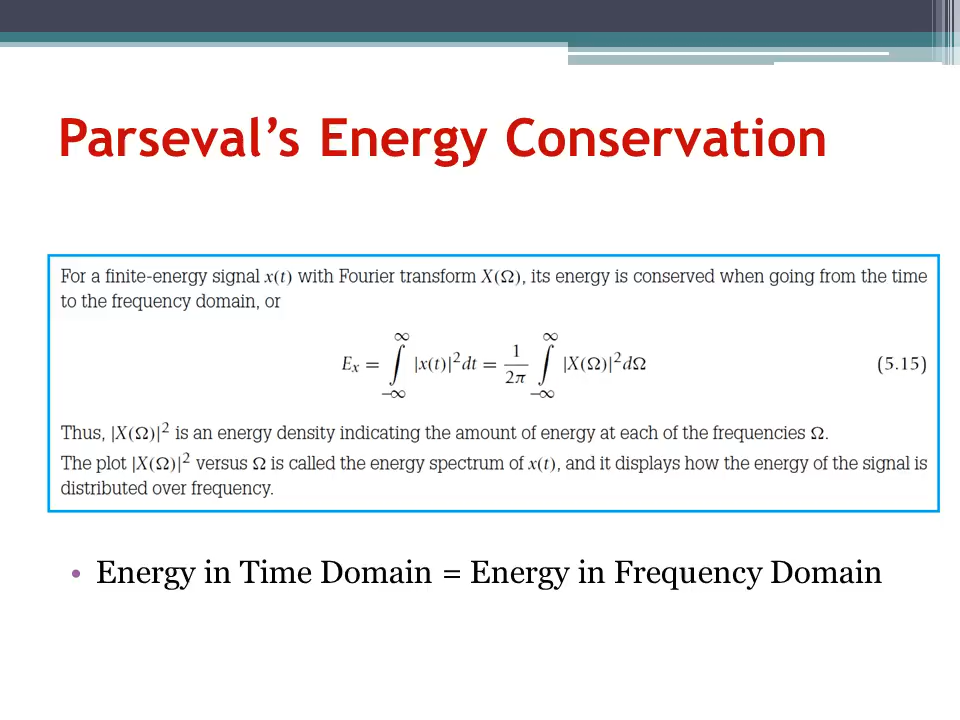 Parseval’s Energy Conservation
For a finite-energy signal x(t) with Fourier transform X(Ω), its energy is conserved when going from the time
to the frequency domain, or
E_x = ∫_{−∞}^{∞} |x(t)|² dt = \frac{1}{2π} ∫_{−∞}^{∞} |X(Ω)|² dΩ (5.15)
Thus, |X(Ω)|² is an energy density indicating the amount of energy at each of the frequencies Ω.
The plot |X(Ω)|² versus Ω is called the energy spectrum of x(t), and it displays how the energy of the signal is
distributed over frequency.
• Energy in Time Domain = Energy in Frequency Domain